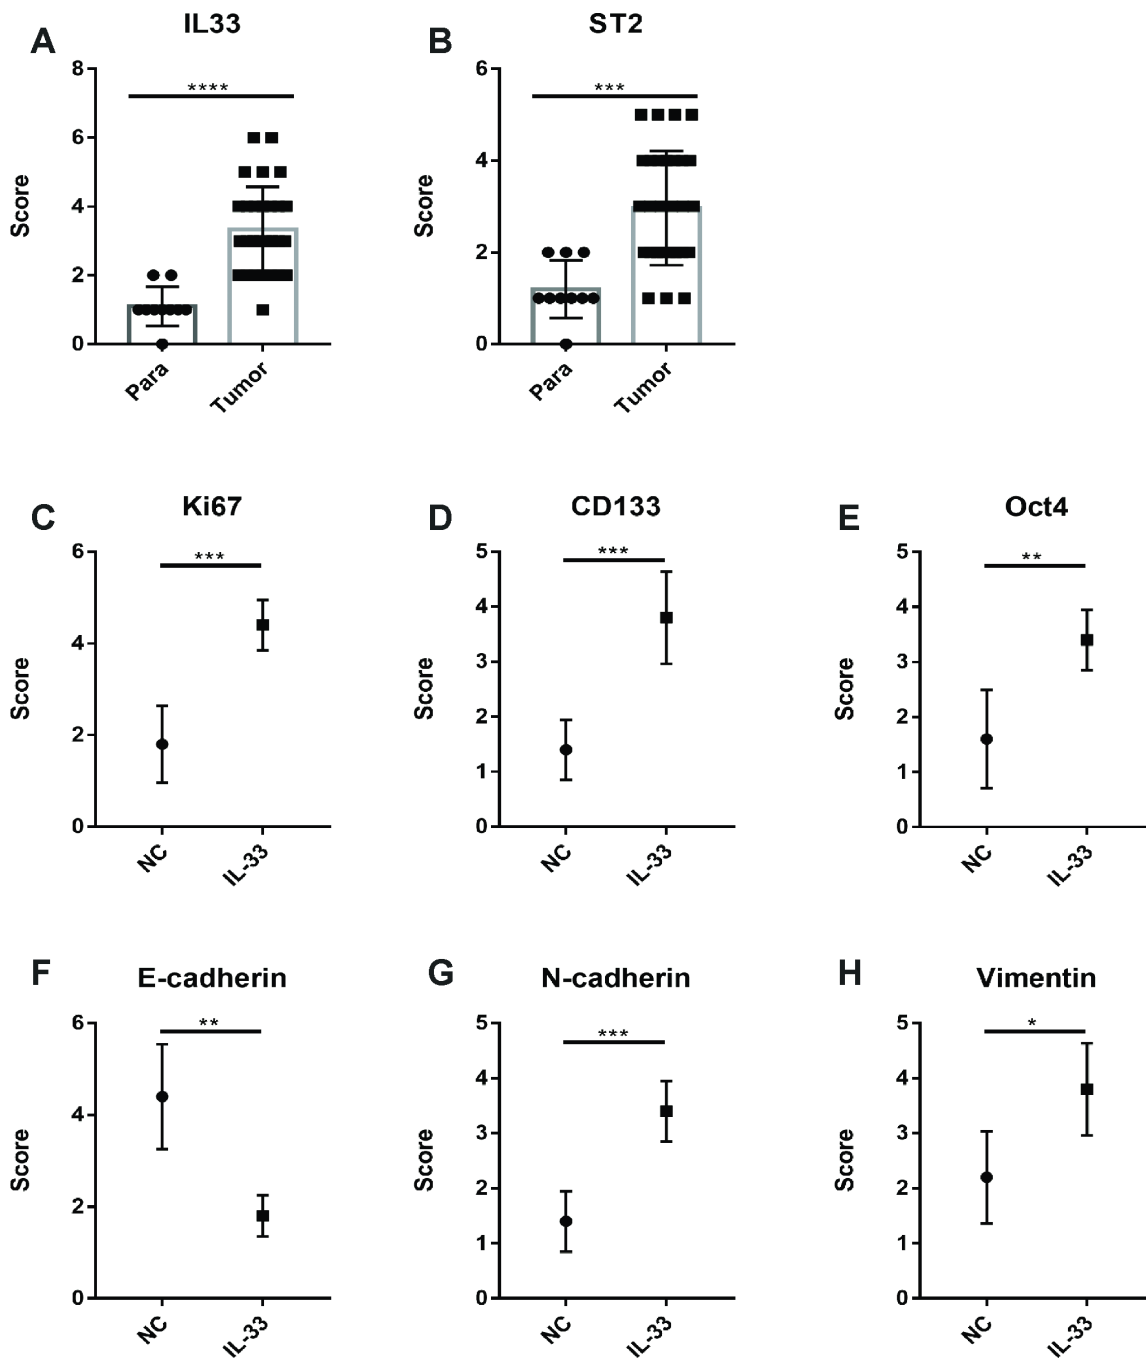 A IL33
Score
8
6
4
2
0
****
Para Tumor
B ST2
Score
6
4
2
0
***
Para Tumor
C Ki67
Score
6
4
2
0
***
NC IL-33
D CD133
Score
5
4
3
2
1
0
***
NC IL-33
E Oct4
Score
5
4
3
2
1
0
**
NC IL-33
F E-cadherin
Score
6
4
2
0
**
NC IL-33
G N-cadherin
Score
5
4
3
2
1
0
***
NC IL-33
H Vimentin
Score
5
4
3
2
1
0
*
NC IL-33